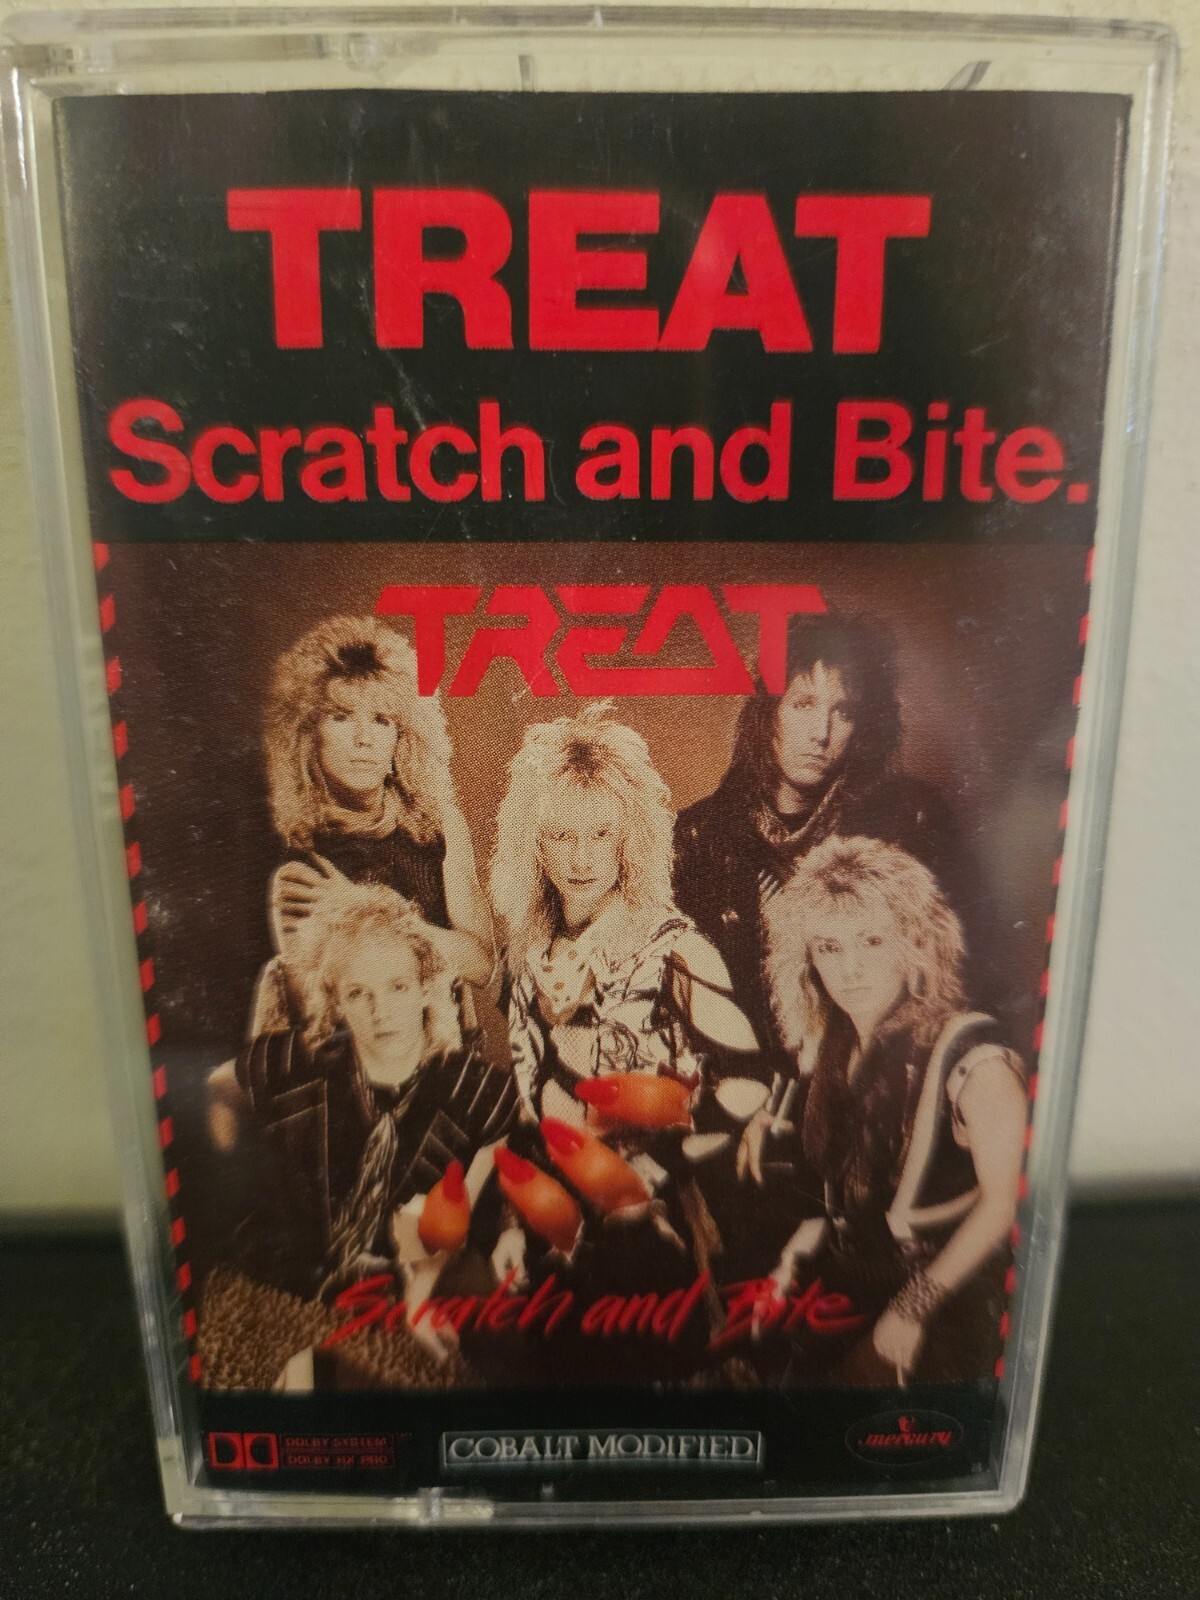 TREAT
Scratch and Bite.
TREAT
Scratch and Bite
DOLBY SYSTEM
DOLBY HX PRO
COBALT MODIFIED
mercury